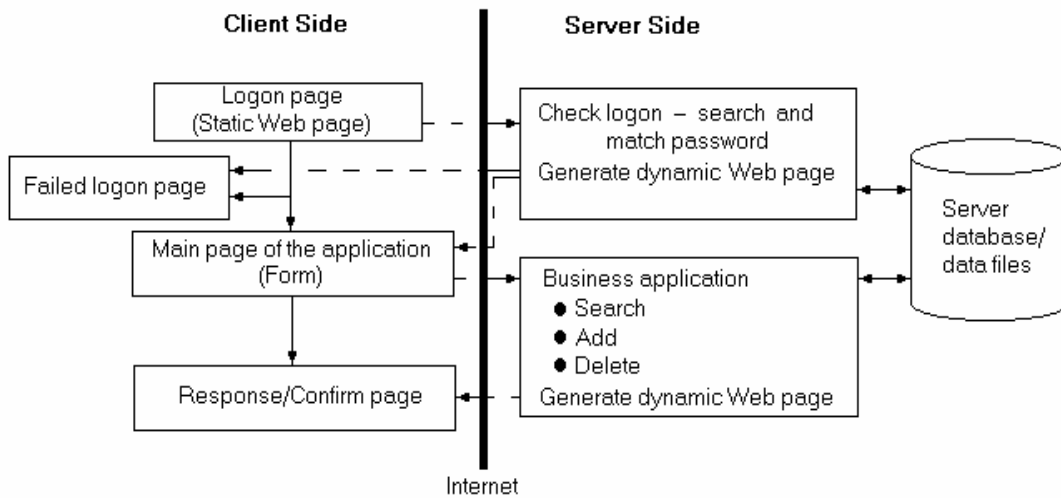 Client Side
Server Side
Logon page
(Static Web page)
Check logon – search and
match password
Generate dynamic Web page
Failed logon page
Main page of the application
(Form)
Server
database/
data files
Business application
● Search
● Add
● Delete
Generate dynamic Web page
Response/Confirm page
Internet